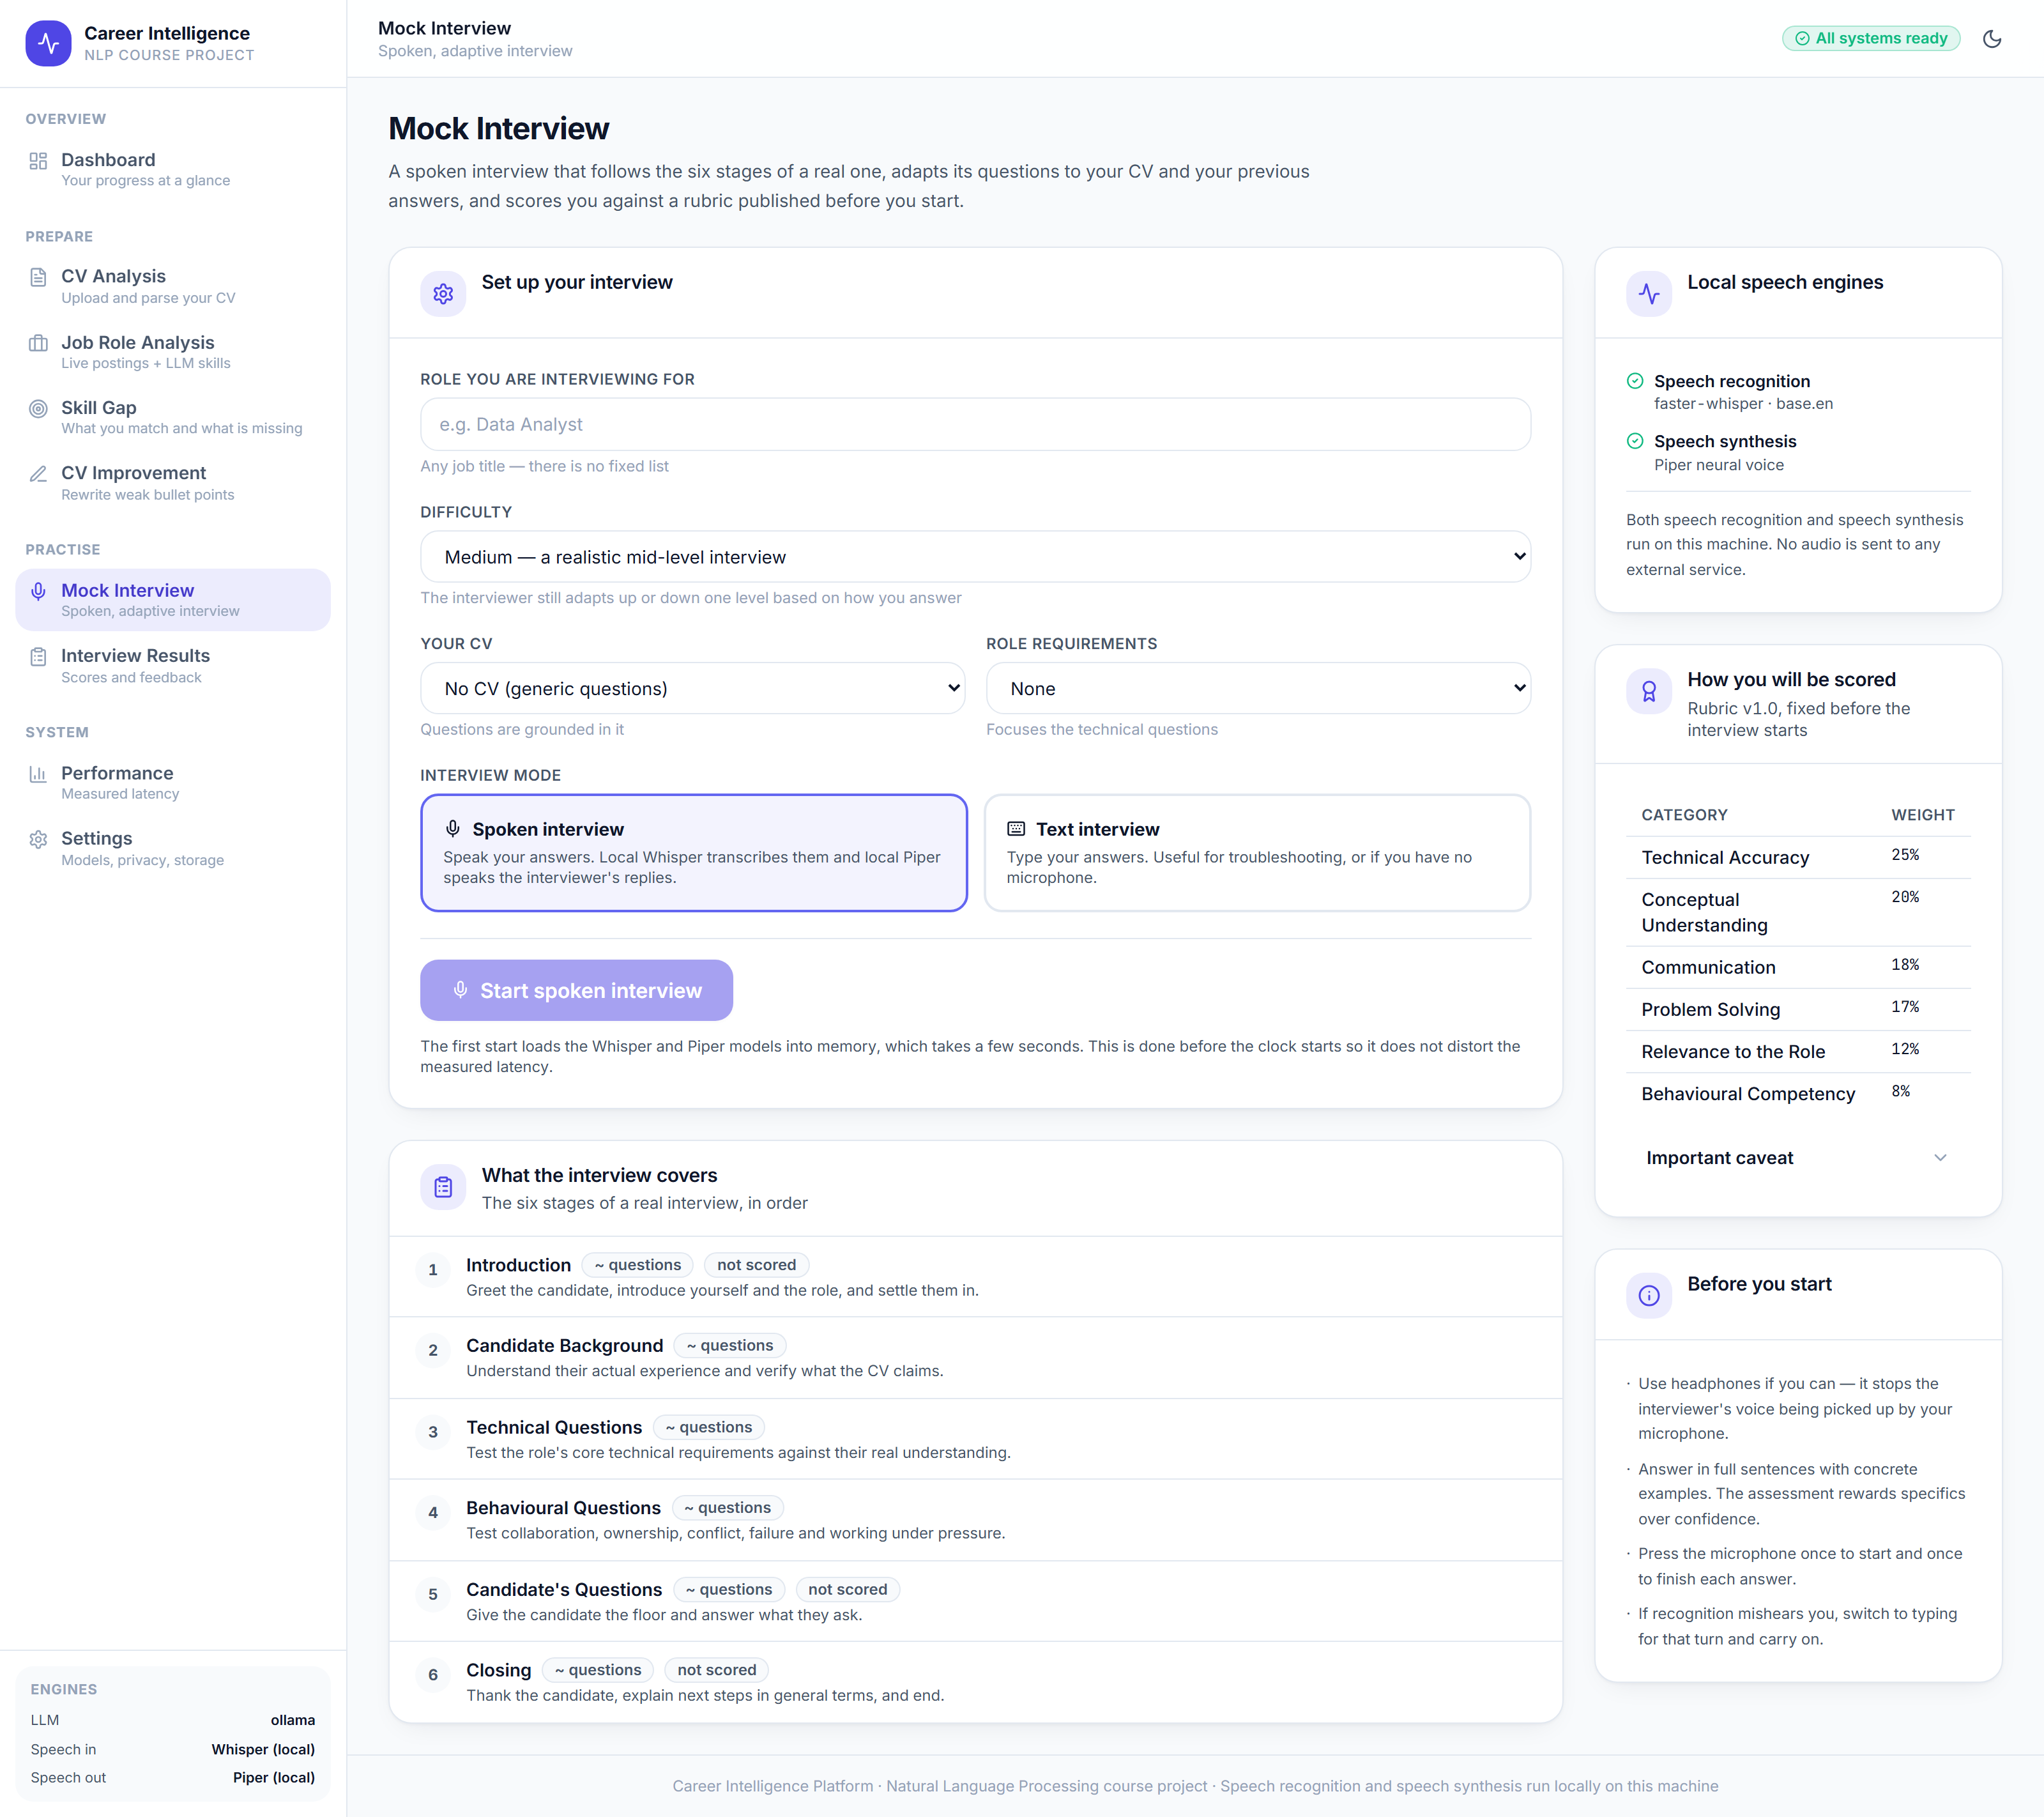 Career Intelligence
NLP COURSE PROJECT
OVERVIEW
Dashboard
Your progress at a glance
PREPARE
CV Analysis
Upload and parse your CV
Job Role Analysis
Live postings + LLM skills
Skill Gap
What you match and what is missing
CV Improvement
Rewrite weak bullet points
PRACTISE
Mock Interview
Spoken, adaptive interview
Interview Results
Scores and feedback
SYSTEM
Performance
Measured latency
Settings
Models, privacy, storage
ENGINES
LLM ollama
Speech in Whisper (local)
Speech out Piper (local)
Mock Interview
Spoken, adaptive interview
All systems ready
Mock Interview
A spoken interview that follows the six stages of a real one, adapts its questions to your CV and your previous
answers, and scores you against a rubric published before you start.
Set up your interview
ROLE YOU ARE INTERVIEWING FOR
e.g. Data Analyst
Any job title — there is no fixed list
DIFFICULTY
Medium — a realistic mid-level interview
The interviewer still adapts up or down one level based on how you answer
YOUR CV
No CV (generic questions)
Questions are grounded in it
ROLE REQUIREMENTS
None
Focuses the technical questions
INTERVIEW MODE
Spoken interview
Speak your answers. Local Whisper transcribes them and local Piper
speaks the interviewer's replies.
Text interview
Type your answers. Useful for troubleshooting, or if you have no
microphone.
Start spoken interview
The first start loads the Whisper and Piper models into memory, which takes a few seconds. This is done before the clock starts so it does not distort the
measured latency.
What the interview covers
The six stages of a real interview, in order
1 Introduction ~ questions not scored
Greet the candidate, introduce yourself and the role, and settle them in.
2 Candidate Background ~ questions
Understand their actual experience and verify what the CV claims.
3 Technical Questions ~ questions
Test the role's core technical requirements against their real understanding.
4 Behavioural Questions ~ questions
Test collaboration, ownership, conflict, failure and working under pressure.
5 Candidate's Questions ~ questions not scored
Give the candidate the floor and answer what they ask.
6 Closing ~ questions not scored
Thank the candidate, explain next steps in general terms, and end.
Local speech engines
Speech recognition
faster-whisper · base.en
Speech synthesis
Piper neural voice
Both speech recognition and speech synthesis
run on this machine. No audio is sent to any
external service.
How you will be scored
Rubric v1.0, fixed before the
interview starts
CATEGORY WEIGHT
Technical Accuracy 25%
Conceptual 20%
Understanding
Communication 18%
Problem Solving 17%
Relevance to the Role 12%
Behavioural Competency 8%
Important caveat
Before you start
· Use headphones if you can — it stops the
interviewer's voice being picked up by your
microphone.
· Answer in full sentences with concrete
examples. The assessment rewards specifics
over confidence.
· Press the microphone once to start and once
to finish each answer.
· If recognition mishears you, switch to typing
for that turn and carry on.
Career Intelligence Platform · Natural Language Processing course project · Speech recognition and speech synthesis run locally on this machine